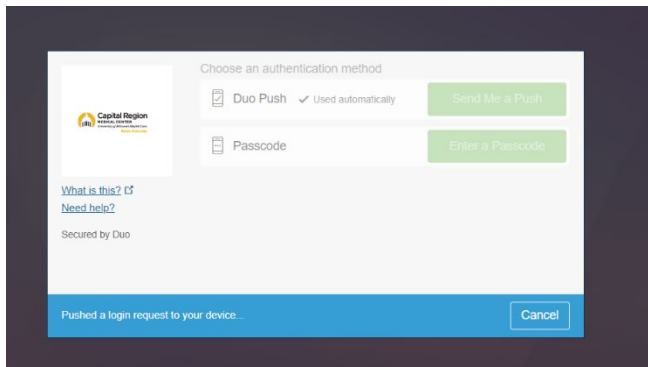 Choose an authentication method
Duo Push ✓ Used automatically
Send Me a Push
Capital Region
MEDICAL CENTER
Passcode
Enter a Passcode
What is this?
Need help?
Secured by Duo
Pushed a login request to your device...
Cancel